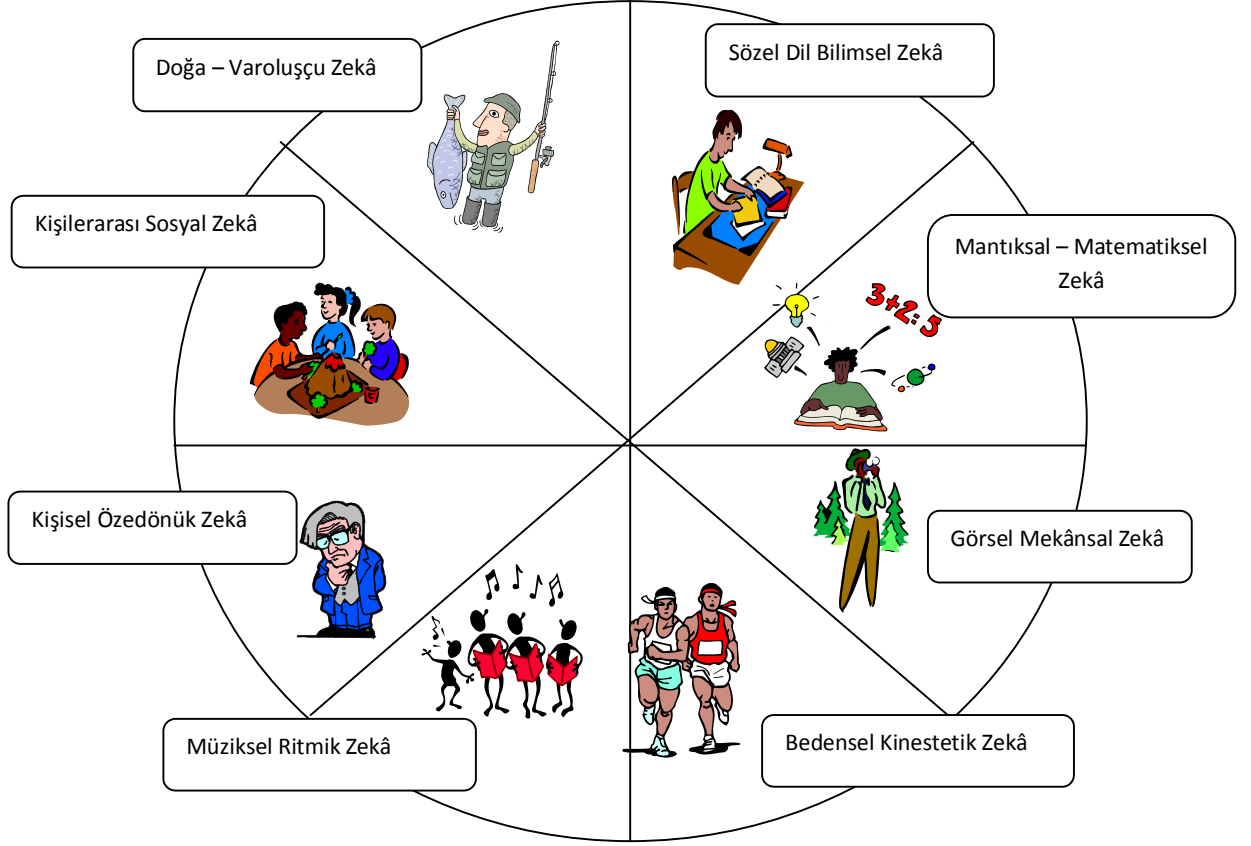 Doğa – Varoluşçu Zekâ
Sözel Dil Bilimsel Zekâ
Kişilerarası Sosyal Zekâ
Mantıksal – Matematiksel
Zekâ
3+2:5
Kişisel Özedönük Zekâ
Görsel Mekânsal Zekâ
Müziksel Ritmik Zekâ
Bedensel Kinestetik Zekâ